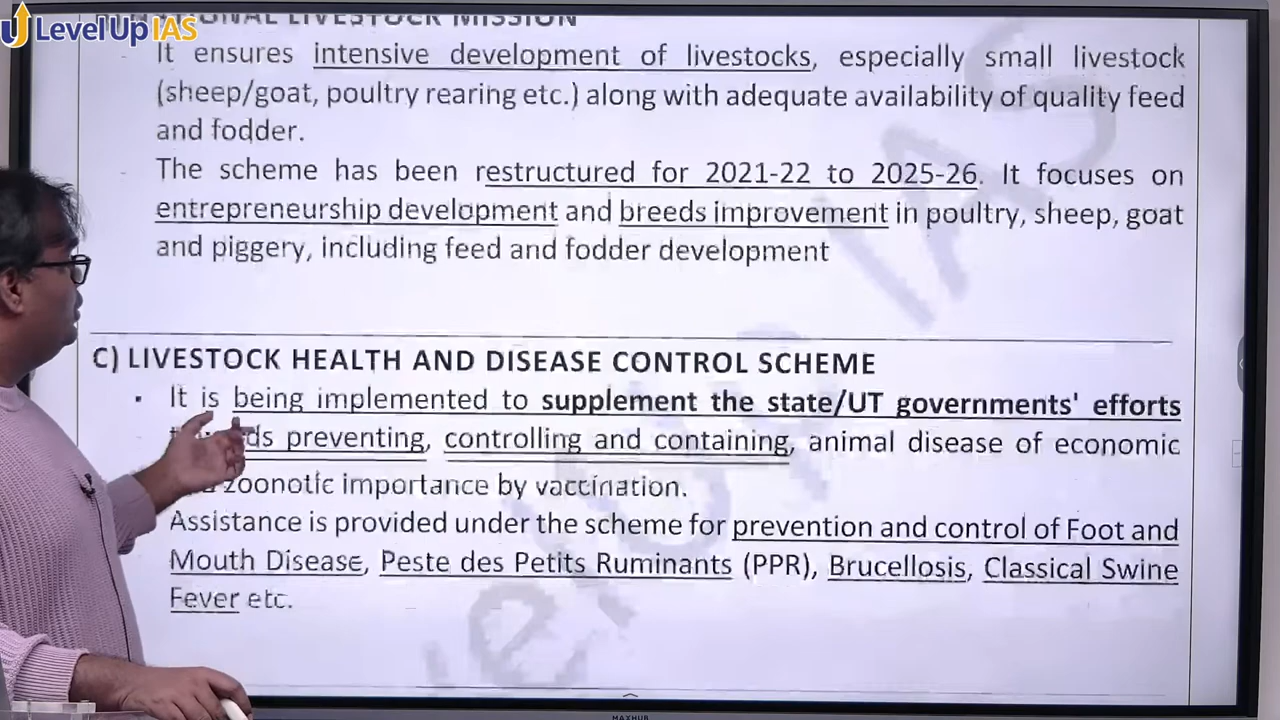 Level Up IAS
NATIONAL LIVESTOCK MISSION
- It ensures intensive development of livestocks, especially small livestock
(sheep/goat, poultry rearing etc.) along with adequate availability of quality feed
and fodder.
- The scheme has been restructured for 2021-22 to 2025-26. It focuses on
entrepreneurship development and breeds improvement in poultry, sheep, goat
and piggery, including feed and fodder development
C) LIVESTOCK HEALTH AND DISEASE CONTROL SCHEME
▪ It is being implemented to supplement the state/UT governments' efforts
preventing, controlling and containing, animal disease of economic
zoonotic importance by vaccination.
Assistance is provided under the scheme for prevention and control of Foot and
Mouth Disease, Peste des Petits Ruminants (PPR), Brucellosis, Classical Swine
Fever etc.
MAXHUB